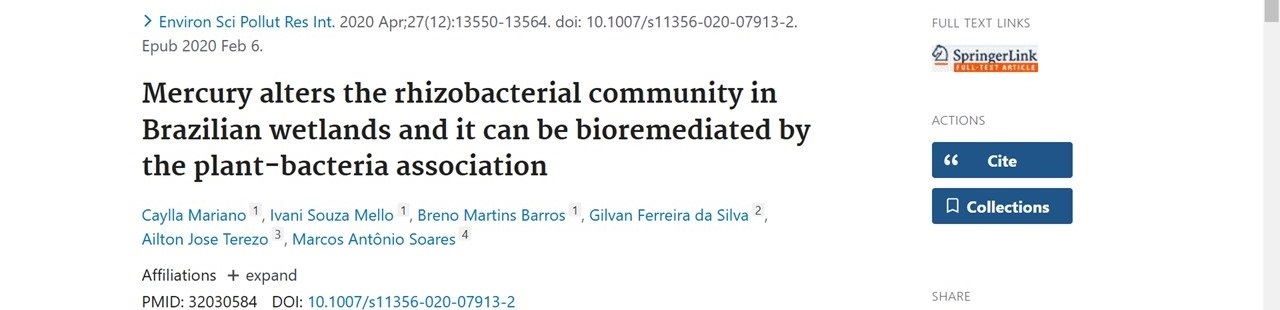 Environ Sci Pollut Res Int. 2020 Apr;27(12):13550-13564. doi: 10.1007/s11356-020-07913-2.
Epub 2020 Feb 6.
Mercury alters the rhizobacterial community in
Brazilian wetlands and it can be bioremediated by
the plant-bacteria association
Caylla Mariano 1, Ivani Souza Mello 1, Breno Martins Barros 1, Gilvan Ferreira da Silva 2,
Ailton Jose Terezo 3, Marcos Antônio Soares 4
Affiliations + expand
PMID: 32030584 DOI: 10.1007/s11356-020-07913-2
FULL TEXT LINKS
SpringerLink
FULL-TEXT ARTICLE
ACTIONS
Cite
Collections
SHARE